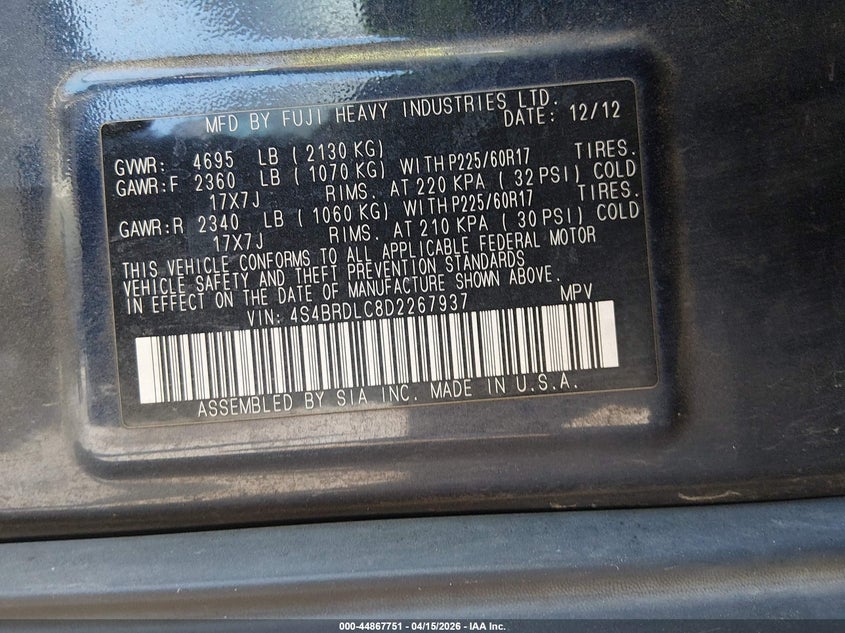 MFD BY FUJI HEAVY INDUSTRIES LTD.
DATE: 12/12
GVWR: 4695 LB ( 2130 KG)
GAWR:F 2360 LB ( 1070 KG) WITH P225/60R17 TIRES.
17X7J RIMS. AT 220 KPA ( 32 PSI) COLD
GAWR:R 2340 LB ( 1060 KG) WITH P225/60R17 TIRES.
17X7J RIMS. AT 210 KPA ( 30 PSI) COLD
THIS VEHICLE CONFORMS TO ALL APPLICABLE FEDERAL MOTOR
VEHICLE SAFETY AND THEFT PREVENTION STANDARDS
IN EFFECT ON THE DATE OF MANUFACTURE SHOWN ABOVE.
VIN: 4S4BRDLC8D2267937 MPV
ASSEMBLED BY SIA INC. MADE IN U.S.A.
000-44867751 | 04/15/2026 | IAA Inc.